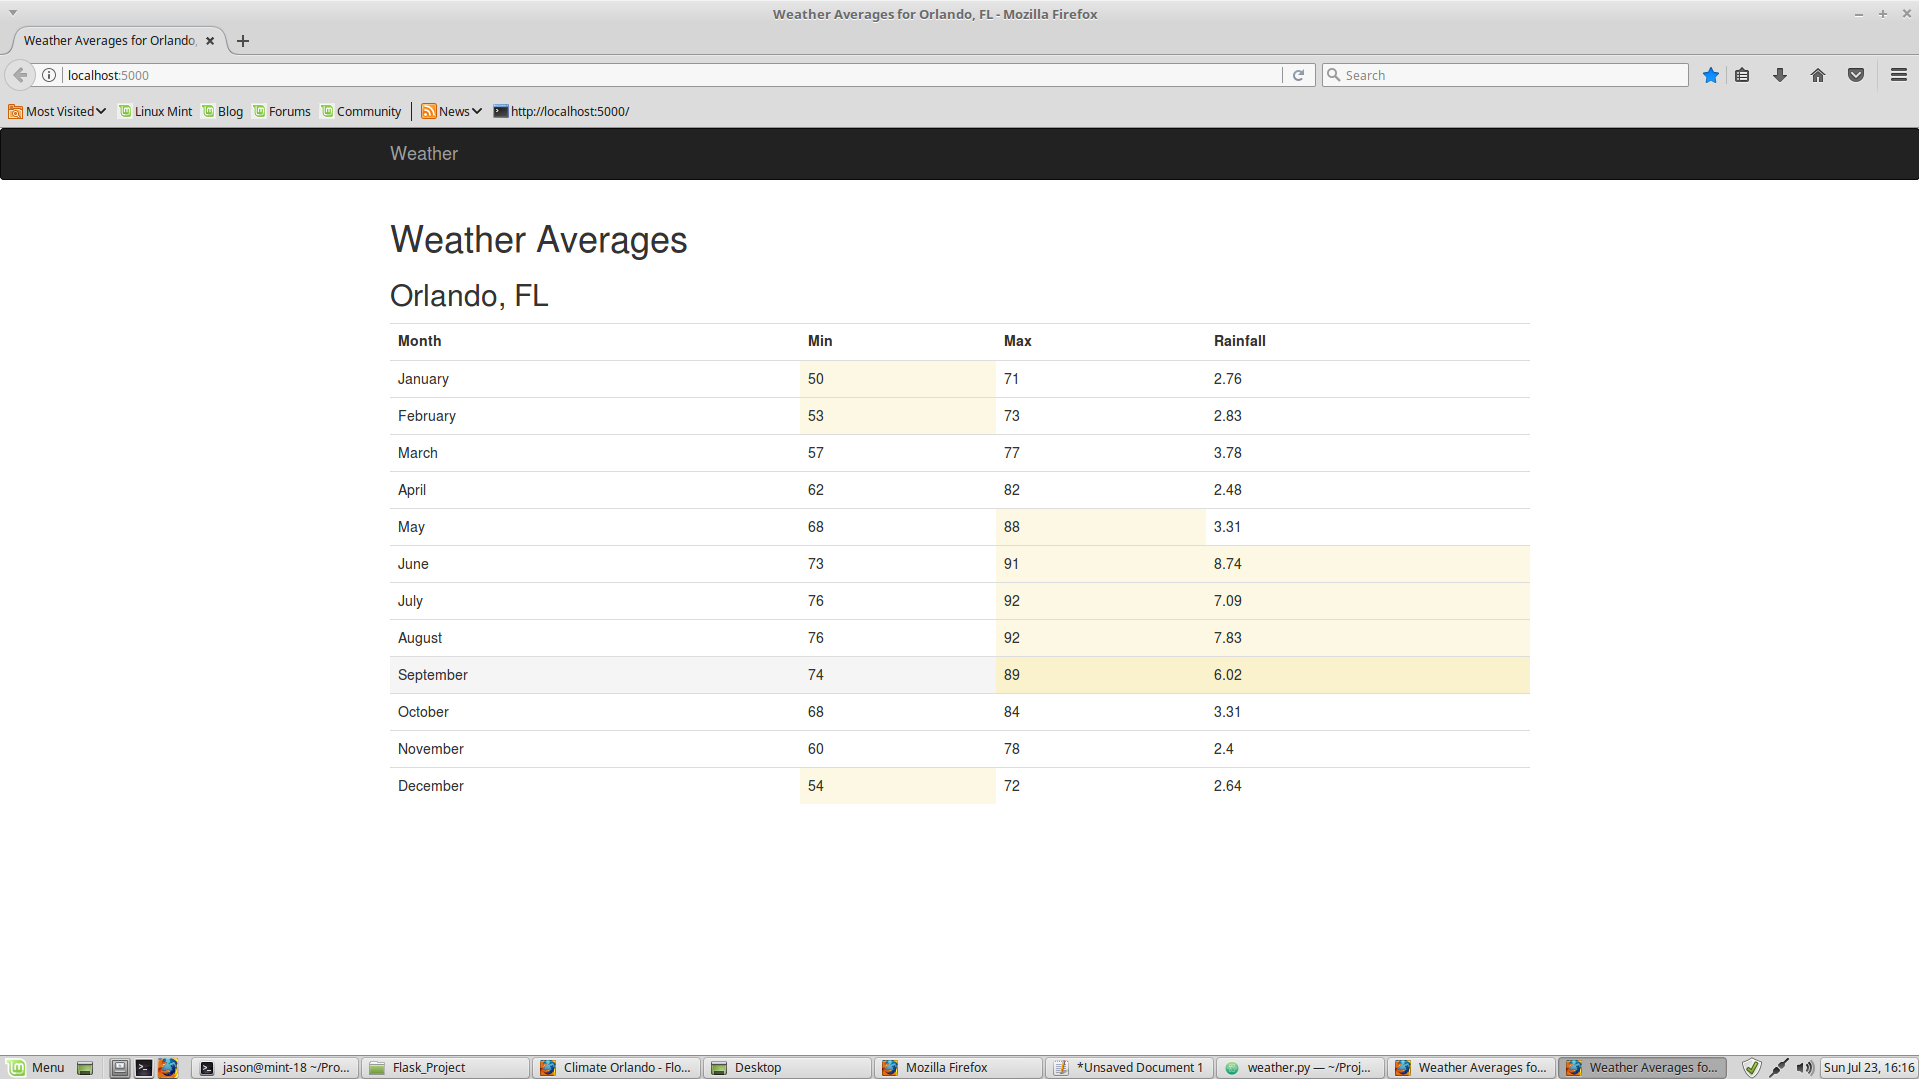 Weather Averages for Orlando, FL - Mozilla Firefox
Weather Averages for Orlando,
localhost:5000
Search
Most Visited Linux Mint Blog Forums Community News http://localhost:5000/
Weather
Weather Averages
Orlando, FL
Month Min Max Rainfall
January 50 71 2.76
February 53 73 2.83
March 57 77 3.78
April 62 82 2.48
May 68 88 3.31
June 73 91 8.74
July 76 92 7.09
August 76 92 7.83
September 74 89 6.02
October 68 84 3.31
November 60 78 2.4
December 54 72 2.64
Menu jason@mint-18 ~/Pro... Flask_Project Climate Orlando - Flo... Desktop Mozilla Firefox *Unsaved Document 1 weather.py — ~/Proj... Weather Averages fo... Weather Averages fo... Sun Jul 23, 16:16